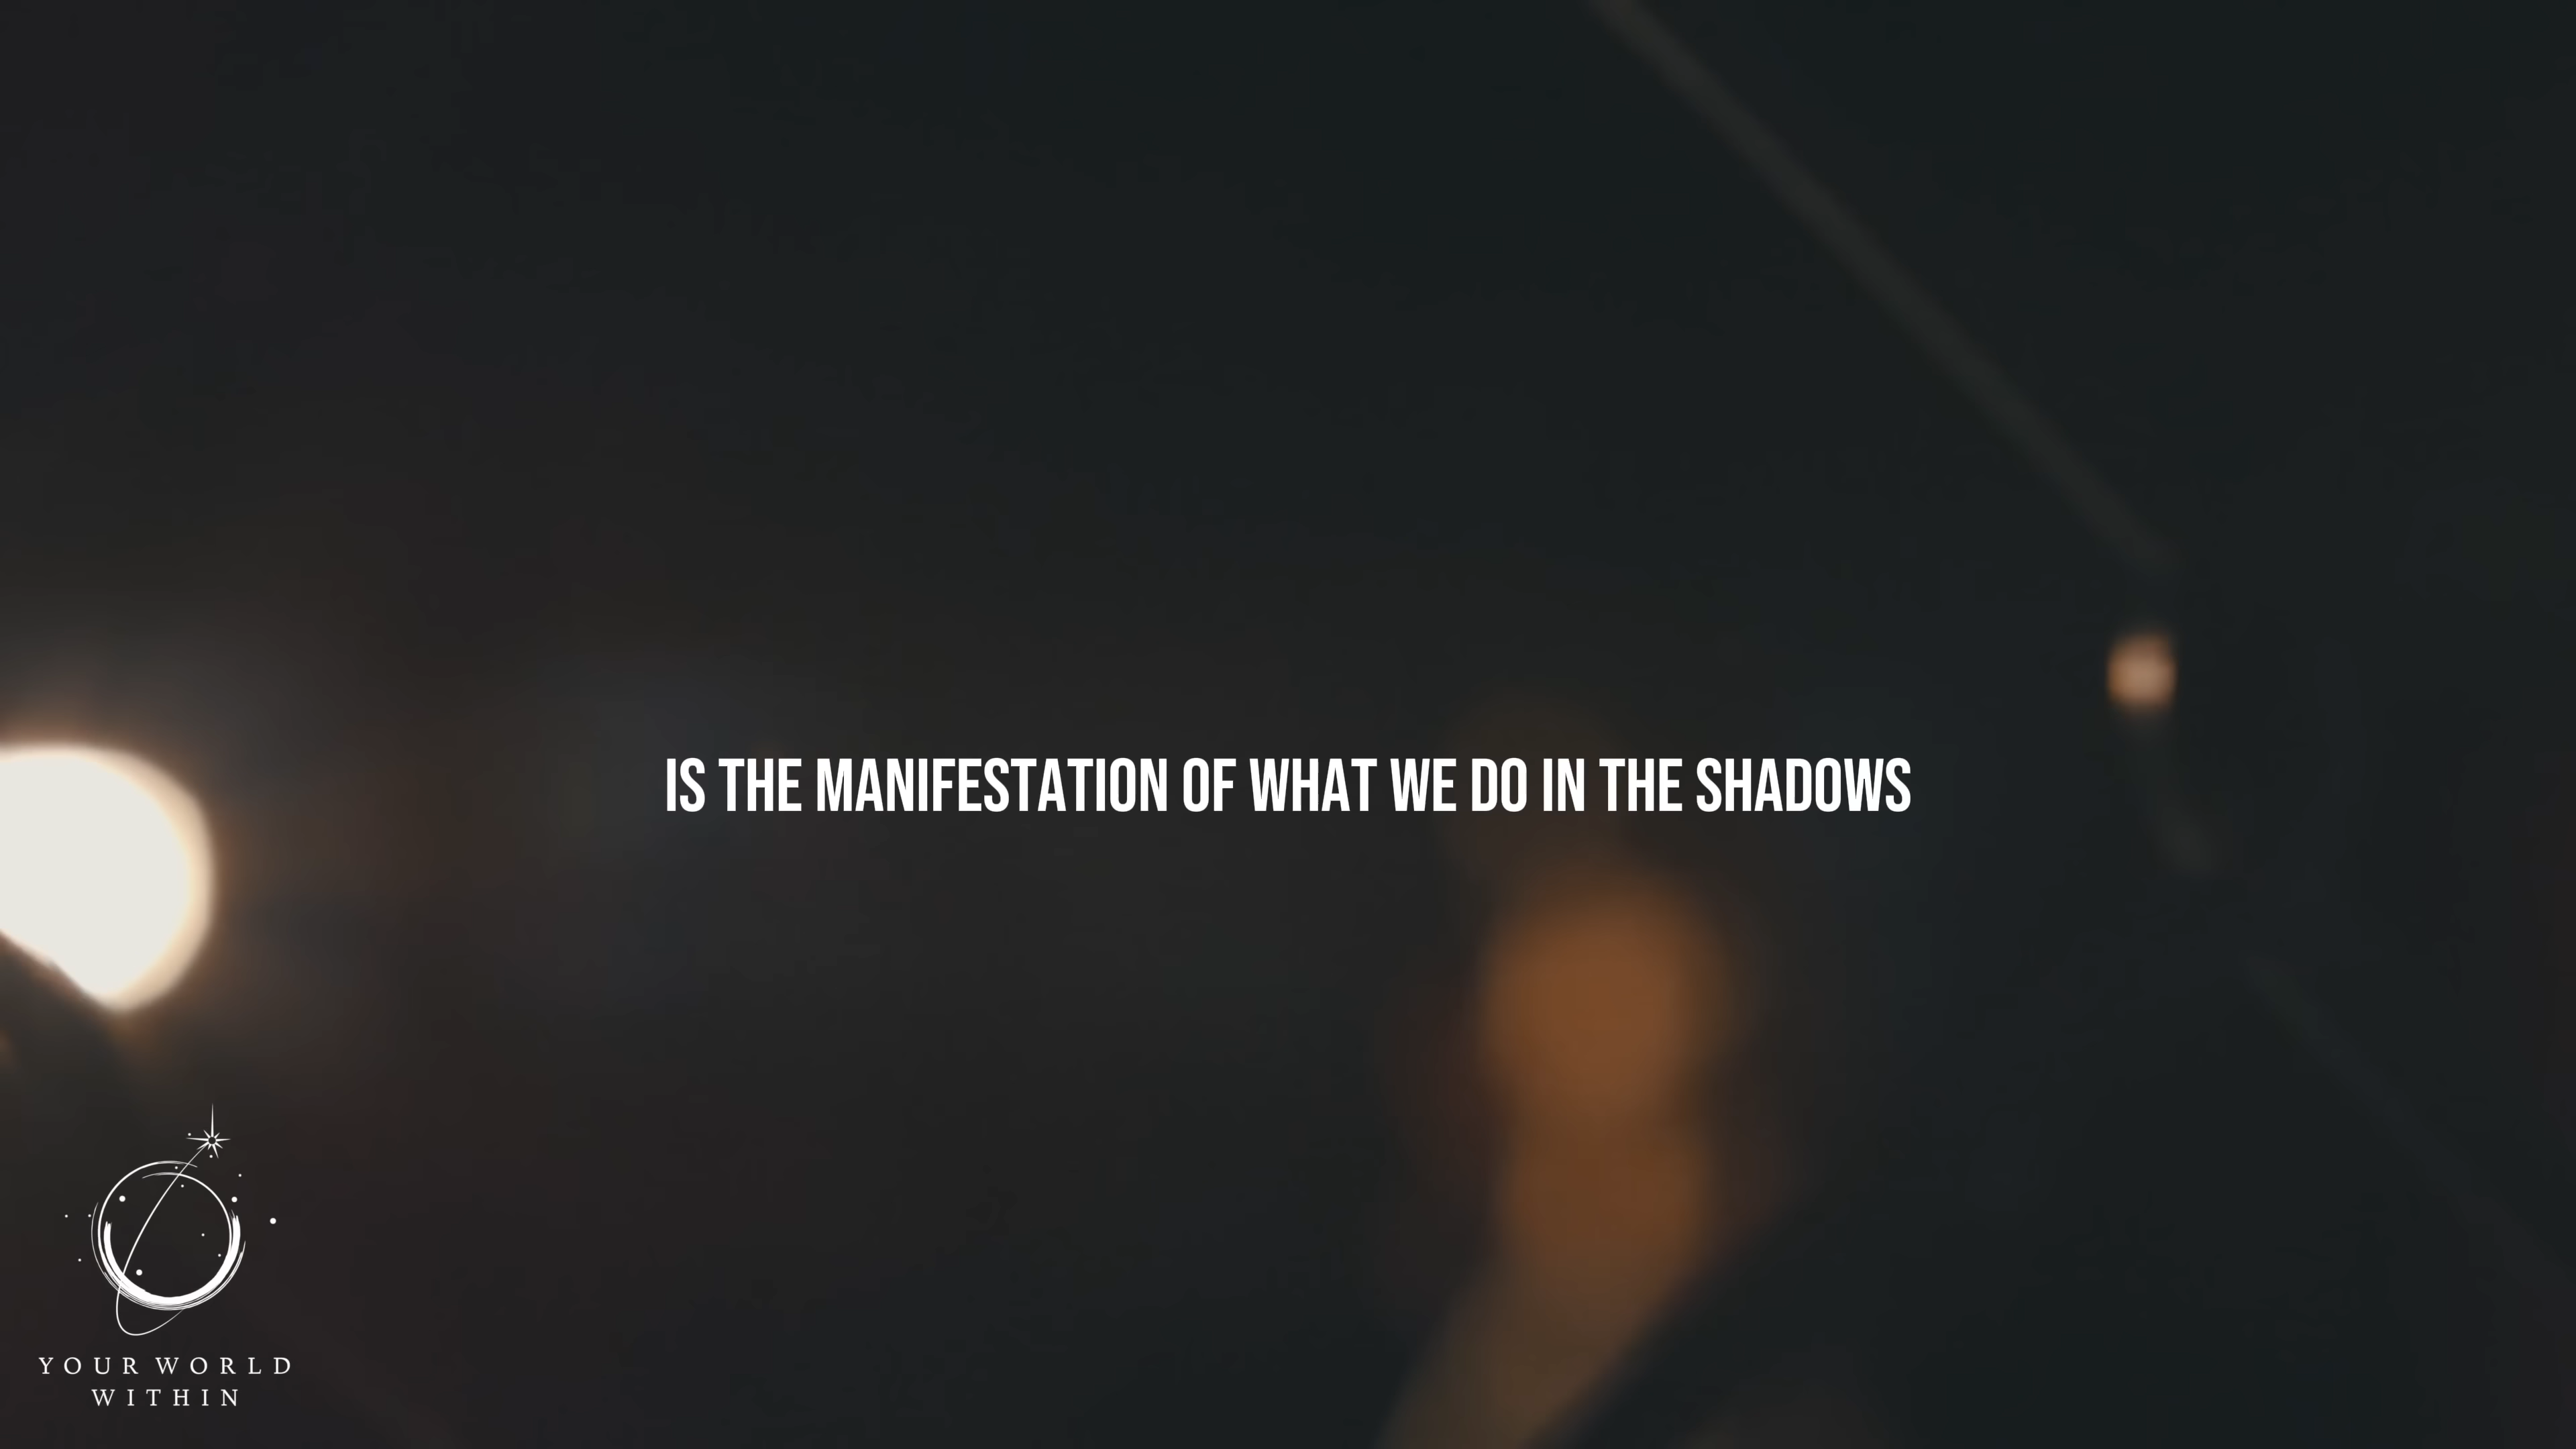 IS THE MANIFESTATION OF WHAT WE DO IN THE SHADOWS
YOUR WORLD
WITHIN